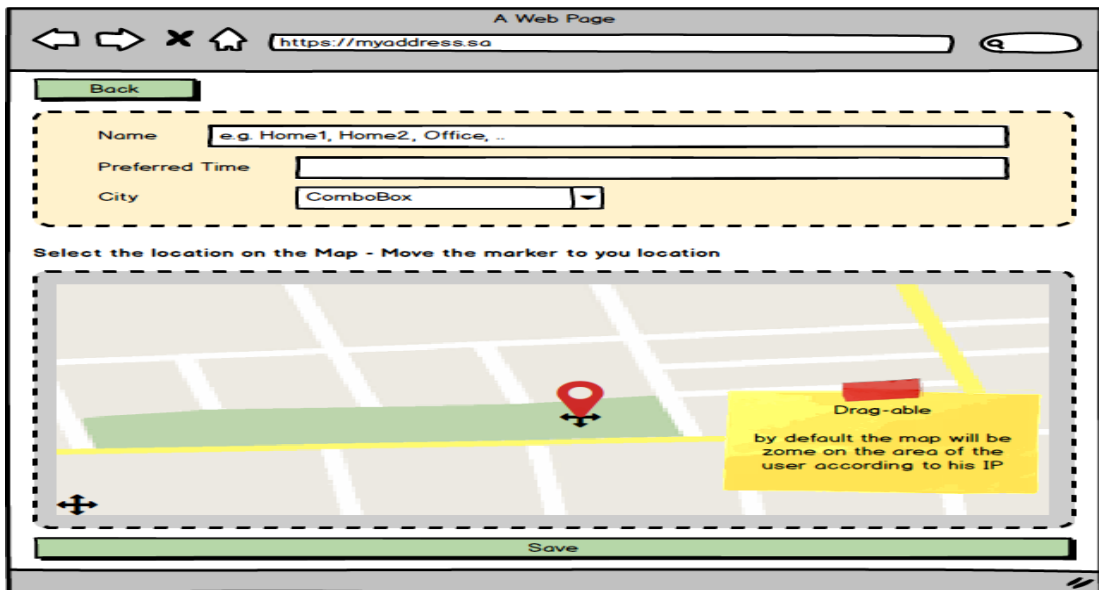 A Web Page
https://myaddress.sa
Back
Name
e.g. Home1, Home2, Office, ..
Preferred Time
City
ComboBox
Select the location on the Map - Move the marker to you location
Drag-able
by default the map will be
zome on the area of the
user according to his IP
Save